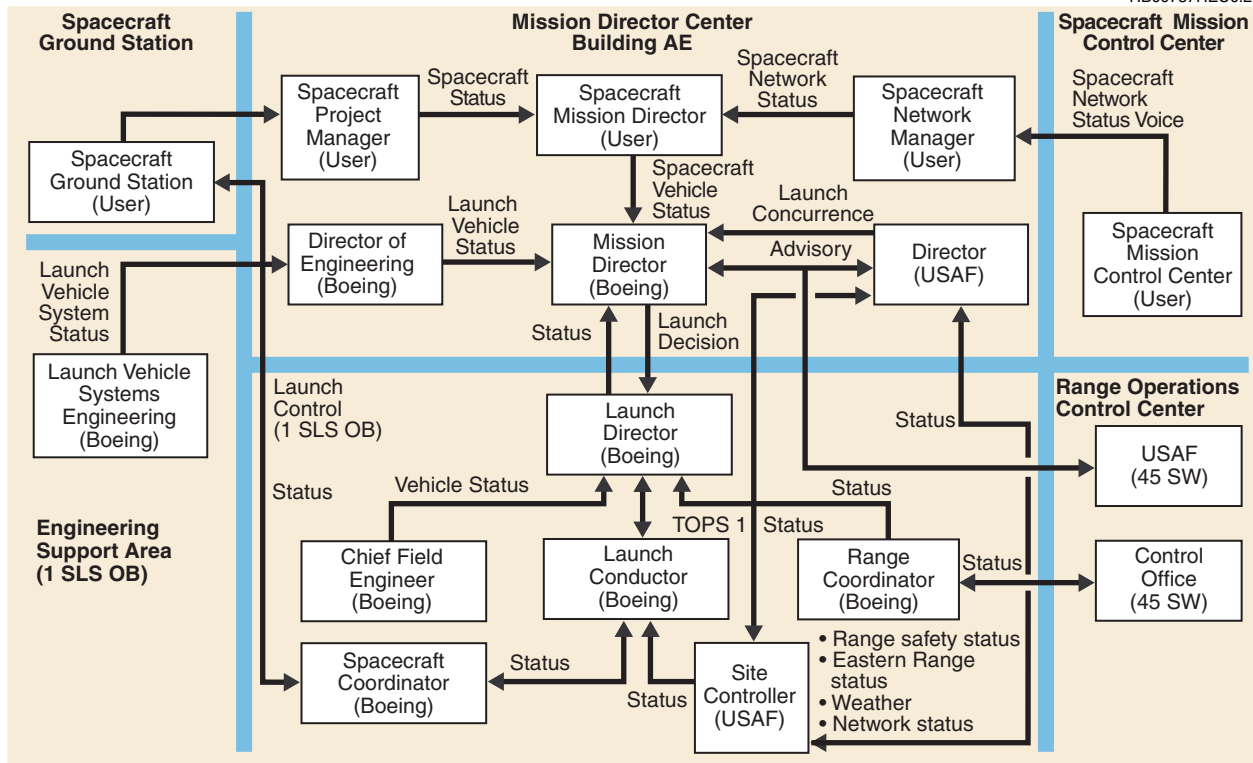 Spacecraft
Ground Station
Mission Director Center
Building AE
Spacecraft Mission
Control Center
Spacecraft
Project
Manager
(User)
Spacecraft
Status
Spacecraft
Mission Director
(User)
Spacecraft
Network
Status
Spacecraft
Network
Manager
(User)
Spacecraft
Network
Status Voice
Spacecraft
Ground Station
(User)
Spacecraft
Vehicle
Status
Launch
Concurrence
Launch
Vehicle
System
Status
Director of
Engineering
(Boeing)
Launch
Vehicle
Status
Mission
Director
(Boeing)
Advisory
Director
(USAF)
Spacecraft
Mission
Control Center
(User)
Status
Launch
Decision
Launch Vehicle
Systems
Engineering
(Boeing)
Launch
Control
(1 SLS OB)
Launch
Director
(Boeing)
Status
Range Operations
Control Center
USAF
(45 SW)
Engineering
Support Area
(1 SLS OB)
Status
Vehicle Status
TOPS 1
Status
Status
Chief Field
Engineer
(Boeing)
Launch
Conductor
(Boeing)
Range
Coordinator
(Boeing)
Status
Control
Office
(45 SW)
Spacecraft
Coordinator
(Boeing)
Status
Status
Site
Controller
(USAF)
• Range safety status
• Eastern Range
status
• Weather
• Network status